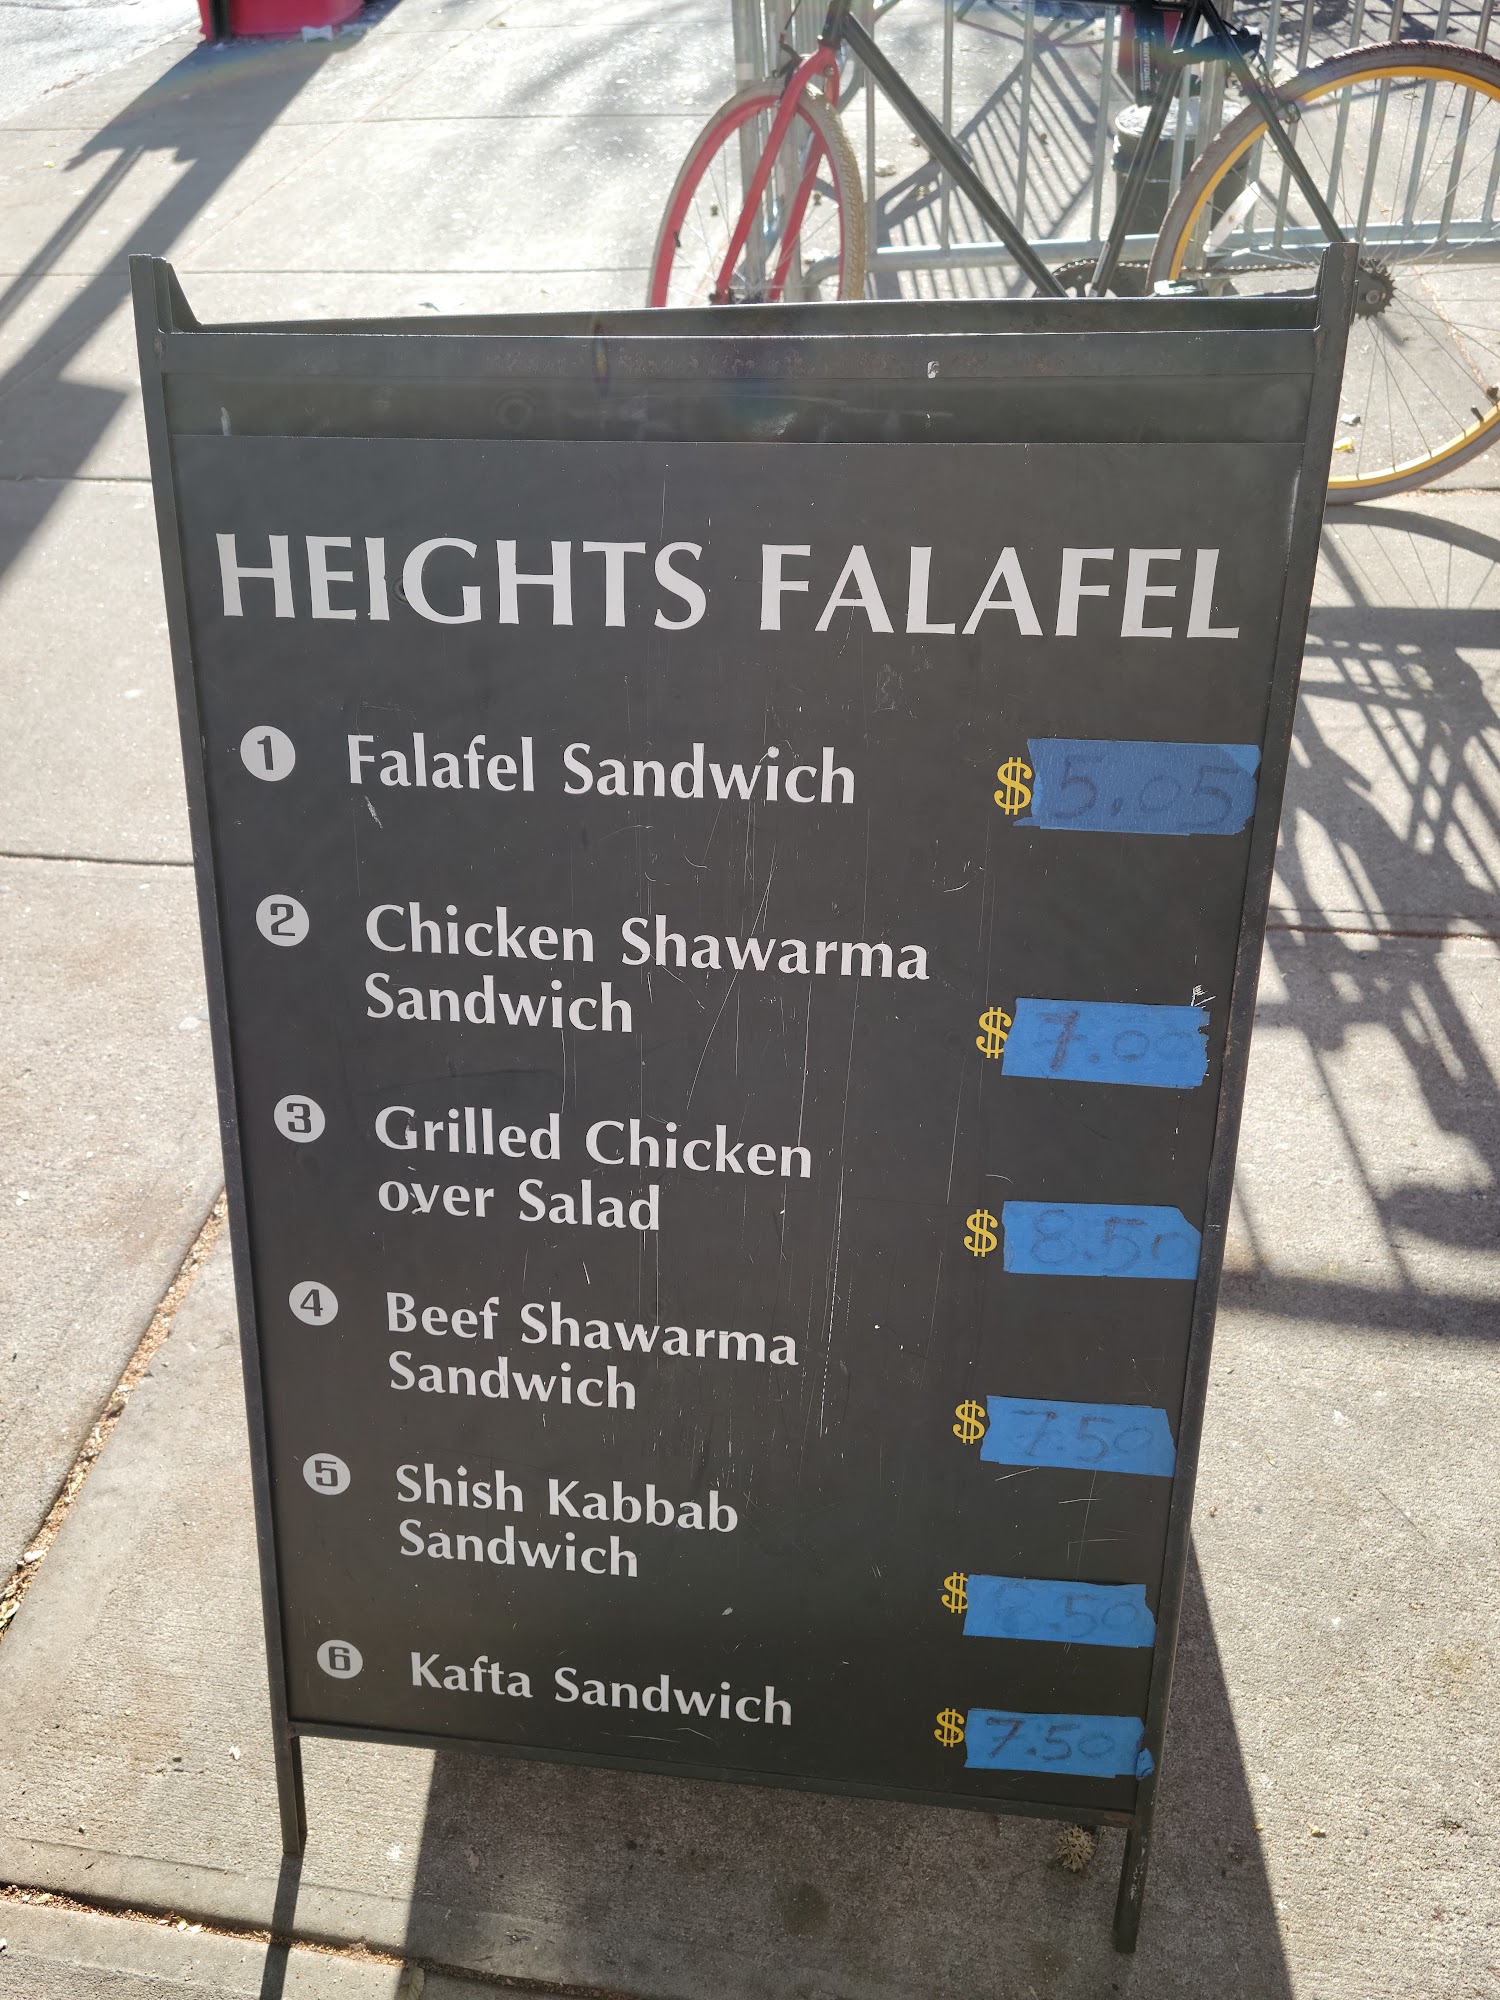 HEIGHTS FALAFEL
1 Falafel Sandwich $5.05
2 Chicken Shawarma
Sandwich $7.00
3 Grilled Chicken
over Salad $8.50
4 Beef Shawarma
Sandwich $7.50
5 Shish Kabbab
Sandwich $8.50
6 Kafta Sandwich $7.50